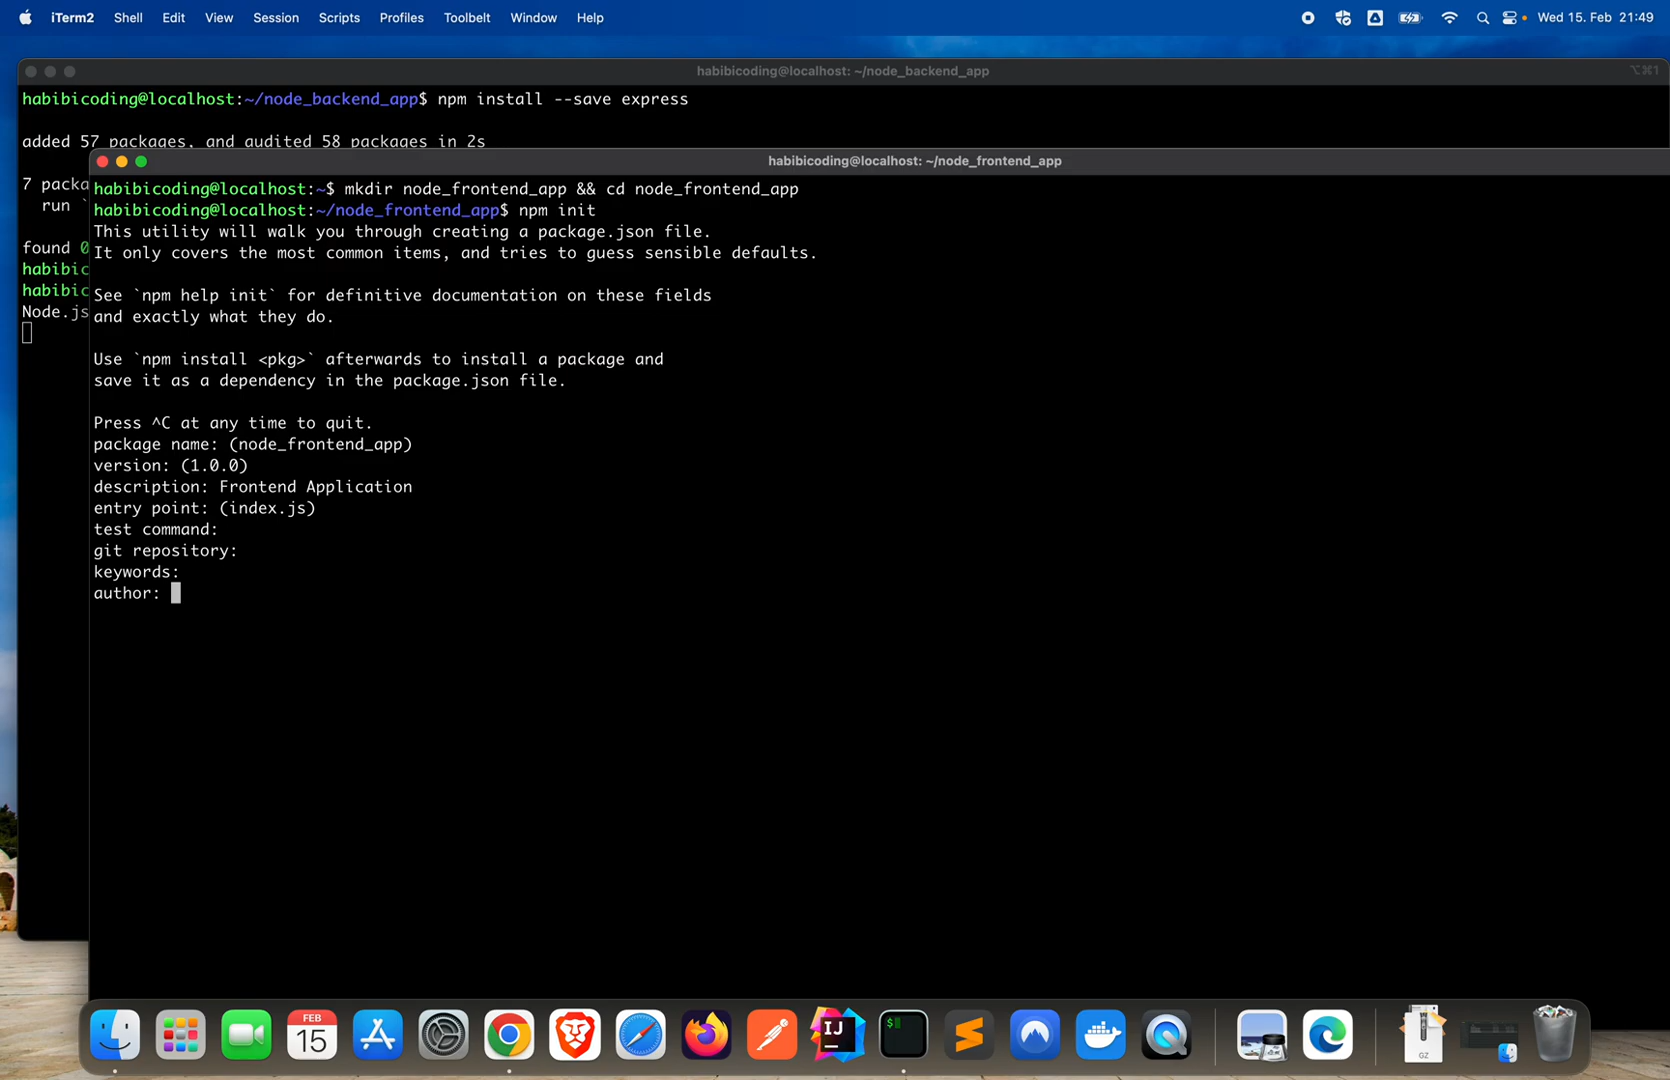 iTerm2 Shell Edit View Session Scripts Profiles Toolbelt Window Help Wed 15. Feb 21:49
habibicoding@localhost: ~/node_backend_app ⌥⌘1
habibicoding@localhost:~/node_backend_app$ npm install --save express
added 57 packages, and audited 58 packages in 2s
7 packa
run `
found 0
habibic
habibic
Node.js
habibicoding@localhost: ~/node_frontend_app
habibicoding@localhost:~$ mkdir node_frontend_app && cd node_frontend_app
habibicoding@localhost:~/node_frontend_app$ npm init
This utility will walk you through creating a package.json file.
It only covers the most common items, and tries to guess sensible defaults.
See `npm help init` for definitive documentation on these fields
and exactly what they do.
Use `npm install <pkg>` afterwards to install a package and
save it as a dependency in the package.json file.
Press ^C at any time to quit.
package name: (node_frontend_app)
version: (1.0.0)
description: Frontend Application
entry point: (index.js)
test command:
git repository:
keywords:
author:
FEB
15
IJ
$
GZ